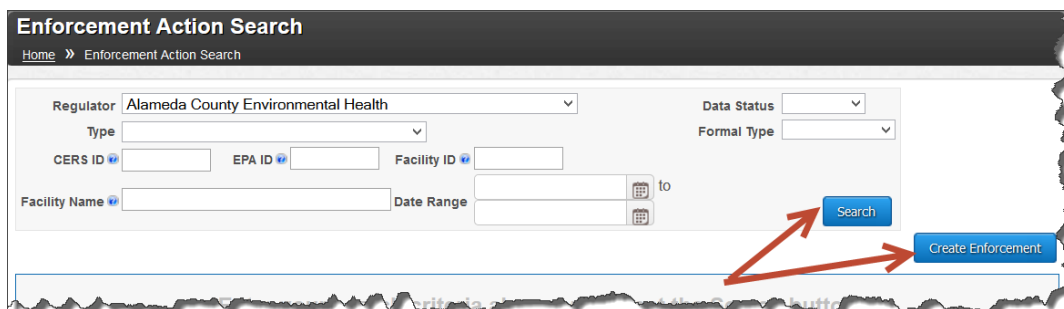 Enforcement Action Search
Home » Enforcement Action Search
Regulator Alameda County Environmental Health Data Status
Type Formal Type
CERS ID EPA ID Facility ID
Facility Name Date Range to
Search
Create Enforcement
criteria